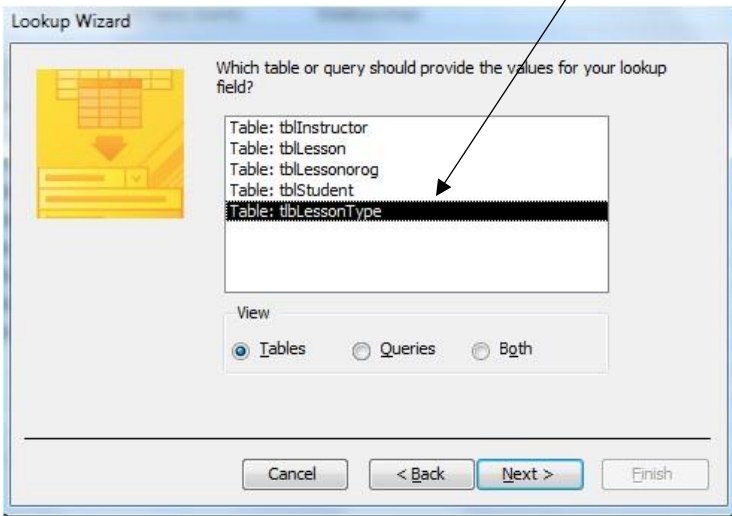 Lookup Wizard
Which table or query should provide the values for your lookup
field?
Table: tblInstructor
Table: tblLesson
Table: tblLessonorog
Table: tblStudent
Table: tlbLessonType
View
Tables Queries Both
Cancel < Back Next > Finish